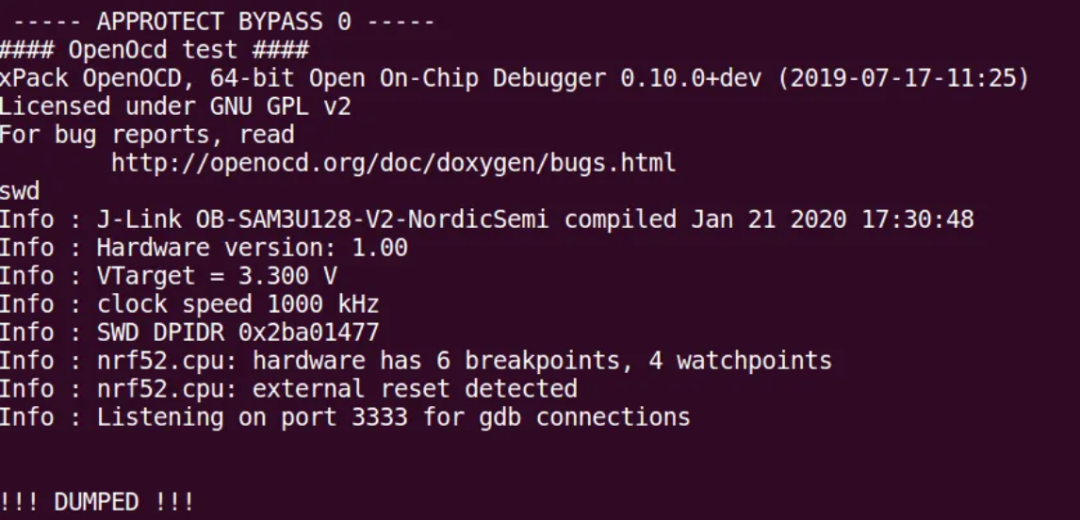 ----- APPROTECT BYPASS 0 -----
#### OpenOcd test ####
xPack OpenOCD, 64-bit Open On-Chip Debugger 0.10.0+dev (2019-07-17-11:25)
Licensed under GNU GPL v2
For bug reports, read
http://openocd.org/doc/doxygen/bugs.html
swd
Info : J-Link OB-SAM3U128-V2-NordicSemi compiled Jan 21 2020 17:30:48
Info : Hardware version: 1.00
Info : VTarget = 3.300 V
Info : clock speed 1000 kHz
Info : SWD DPIDR 0x2ba01477
Info : nrf52.cpu: hardware has 6 breakpoints, 4 watchpoints
Info : nrf52.cpu: external reset detected
Info : Listening on port 3333 for gdb connections
!!! DUMPED !!!